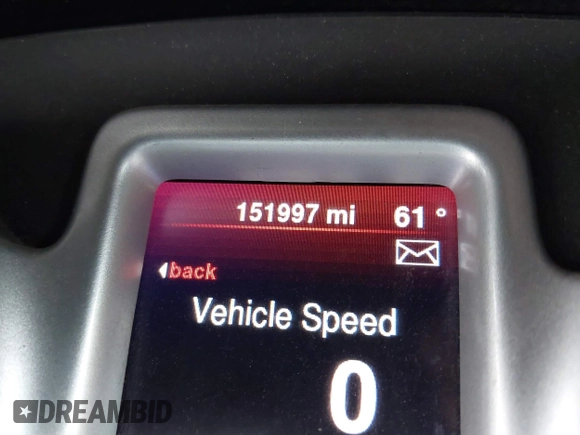 151997 mi 61°
back
Vehicle Speed
0
DREAMBID